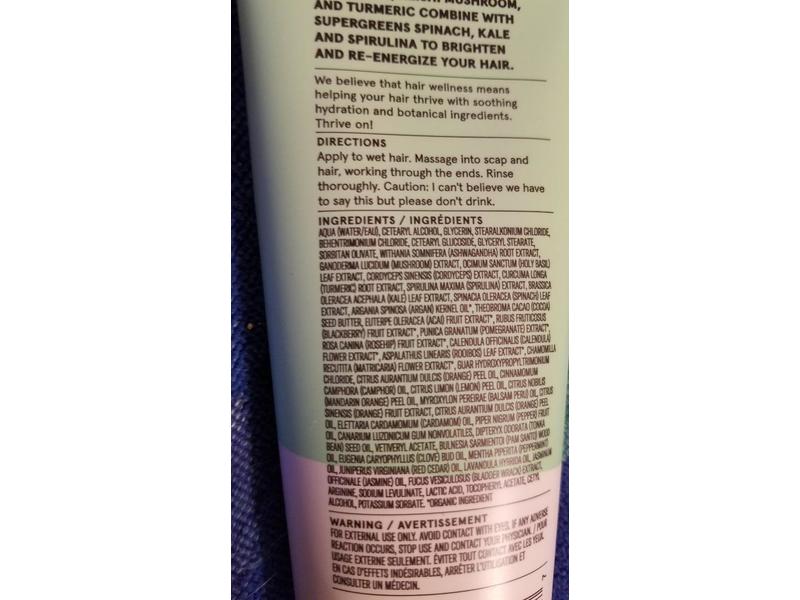 MUSHROOM,
AND TURMERIC COMBINE WITH
SUPERGREENS SPINACH, KALE
AND SPIRULINA TO BRIGHTEN
AND RE-ENERGIZE YOUR HAIR.
We believe that hair wellness means
helping your hair thrive with soothing
hydration and botanical ingredients.
Thrive on!
DIRECTIONS
Apply to wet hair. Massage into scap and
hair, working through the ends. Rinse
thoroughly. Caution: I can't believe we have
to say this but please don't drink.
INGREDIENTS / INGRÉDIENTS
AQUA (WATER/EAU), CETEARYL ALCOHOL, GLYCERIN, STEARALKONIUM CHLORIDE,
BEHENTRIMONIUM CHLORIDE, CETEARYL GLUCOSIDE, GLYCERYL STEARATE,
SORBITAN OLIVATE, WITHANIA SOMNIFERA (ASHWAGANDHA) ROOT EXTRACT,
GANODERMA LUCIDUM (MUSHROOM) EXTRACT, OCIMUM SANCTUM (HOLY BASIL)
LEAF EXTRACT, CORDYCEPS SINENSIS (CORDYCEPS) EXTRACT, CURCUMA LONGA
(TURMERIC) ROOT EXTRACT, SPIRULINA MAXIMA (SPIRULINA) EXTRACT, BRASSICA
OLERACEA ACEPHALA (KALE) LEAF EXTRACT, SPINACIA OLERACEA (SPINACH) LEAF
EXTRACT, ARGANIA SPINOSA (ARGAN) KERNEL OIL*, THEOBROMA CACAO (COCOA)
SEED BUTTER, EUTERPE OLERACEA (ACAI) FRUIT EXTRACT*, RUBUS FRUTICOSUS
(BLACKBERRY) FRUIT EXTRACT*, PUNICA GRANATUM (POMEGRANATE) EXTRACT*,
ROSA CANINA (ROSEHIP) FRUIT EXTRACT*, CALENDULA OFFICINALIS (CALENDULA)
FLOWER EXTRACT*, ASPALATHUS LINEARIS (ROOIBOS) LEAF EXTRACT*, CHAMOMILLA
RECUTITA (MATRICARIA) FLOWER EXTRACT*, GUAR HYDROXYPROPYLTRIMONIUM
CHLORIDE, CITRUS AURANTIUM DULCIS (ORANGE) PEEL OIL, CINNAMOMUM
CAMPHORA (CAMPHOR) OIL, CITRUS LIMON (LEMON) PEEL OIL, CITRUS NOBILIS
(MANDARIN ORANGE) PEEL OIL, MYROXYLON PEREIRAE (BALSAM PERU) OIL, CITRUS
SINENSIS (ORANGE) FRUIT EXTRACT, CITRUS AURANTIUM DULCIS (ORANGE) PEEL
OIL, ELETTARIA CARDAMOMUM (CARDAMOM) OIL, PIPER NIGRUM (PEPPER) FRUIT
OIL, CANARIUM LUZONICUM GUM NONVOLATILES, DIPTERYX ODORATA (TONKA
BEAN) SEED OIL, VETIVERYL ACETATE, BULNESIA SARMIENTOI (PAM SANTO) WOOD
OIL, EUGENIA CARYOPHYLLUS (CLOVE) BUD OIL, MENTHA PIPERITA (PEPPERMINT)
OIL, JUNIPERUS VIRGINIANA (RED CEDAR) OIL, LAVANDULA HYBRIDA OIL, JASMINUM
OFFICINALE (JASMINE) OIL, FUCUS VESICULOSUS (BLADDER WRACK) EXTRACT,
ARGININE, SODIUM LEVULINATE, LACTIC ACID, TOCOPHERYL ACETATE, CETYL
ALCOHOL, POTASSIUM SORBATE. *ORGANIC INGREDIENT
WARNING / AVERTISSEMENT
FOR EXTERNAL USE ONLY. AVOID CONTACT WITH EYES. IF ANY ADVERSE
REACTION OCCURS, STOP USE AND CONTACT YOUR PHYSICIAN. / POUR
USAGE EXTERNE SEULEMENT. ÉVITER TOUT CONTACT AVEC LES YEUX.
EN CAS D'EFFETS INDÉSIRABLES, ARRÊTER L'UTILISATION ET
CONSULTER UN MÉDECIN.